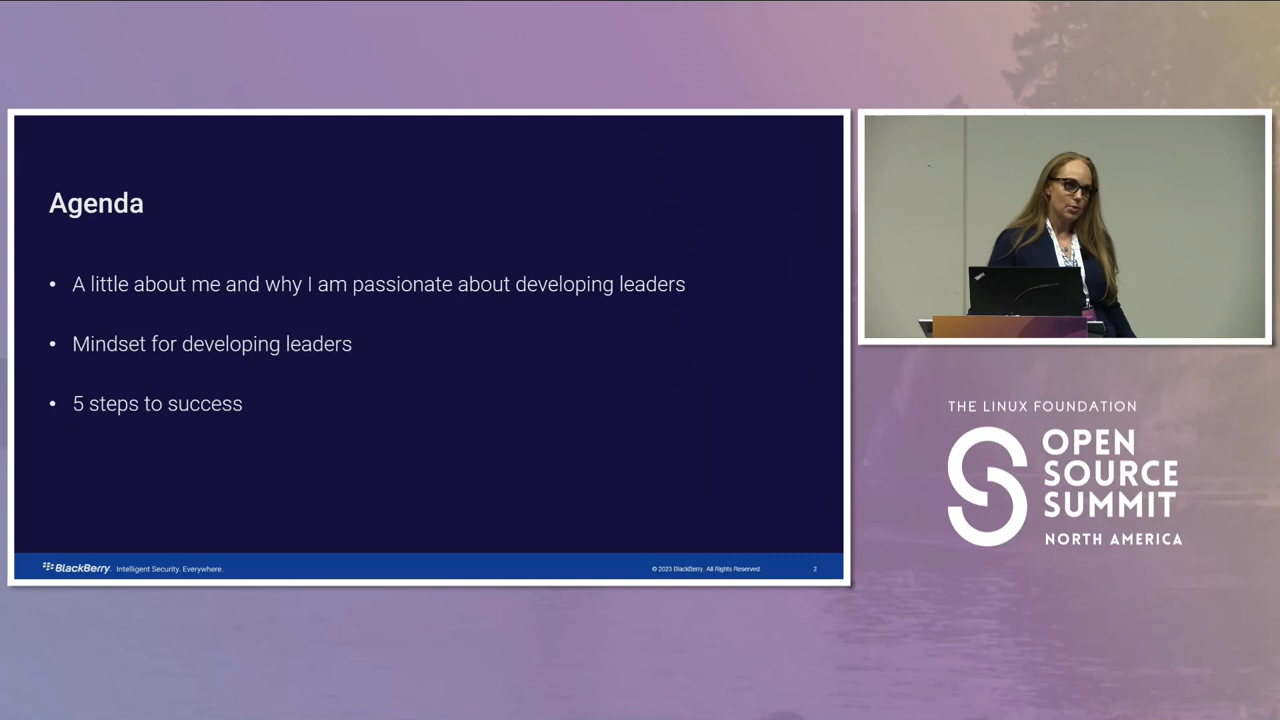 Agenda
• A little about me and why I am passionate about developing leaders
• Mindset for developing leaders
• 5 steps to success
BlackBerry. Intelligent Security. Everywhere.
© 2023 BlackBerry. All Rights Reserved.
2
THE LINUX FOUNDATION
OPEN
SOURCE
SUMMIT
NORTH AMERICA